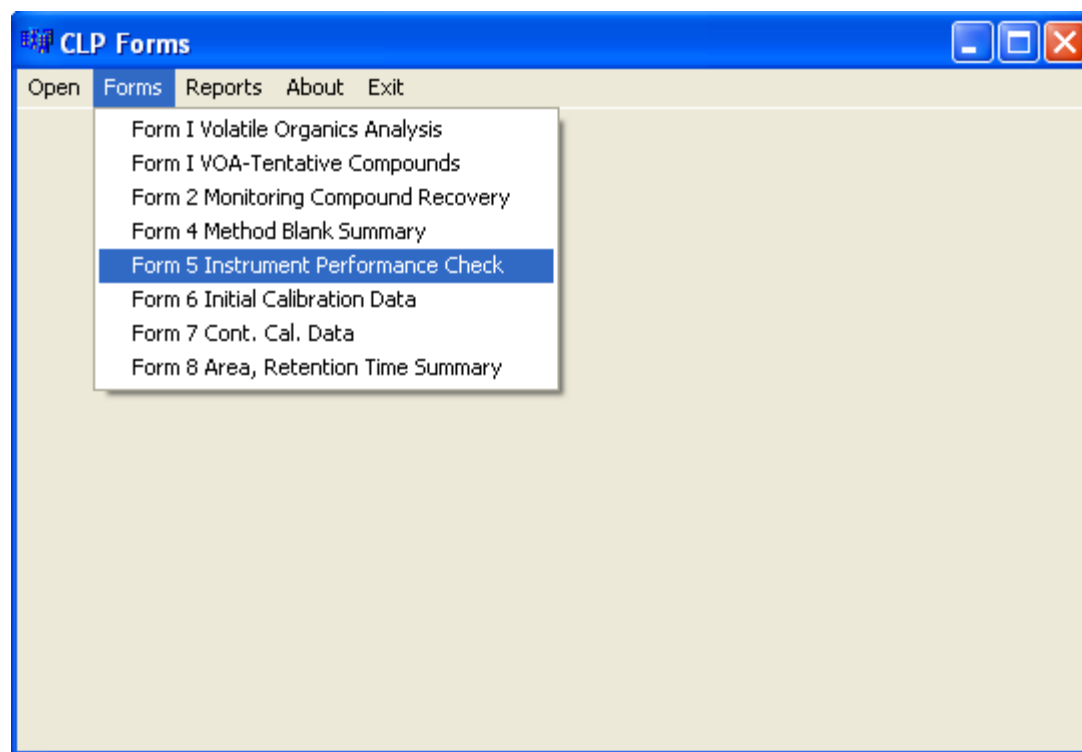 CLP Forms
Open Forms Reports About Exit
Form I Volatile Organics Analysis
Form I VOA-Tentative Compounds
Form 2 Monitoring Compound Recovery
Form 4 Method Blank Summary
Form 5 Instrument Performance Check
Form 6 Initial Calibration Data
Form 7 Cont. Cal. Data
Form 8 Area, Retention Time Summary